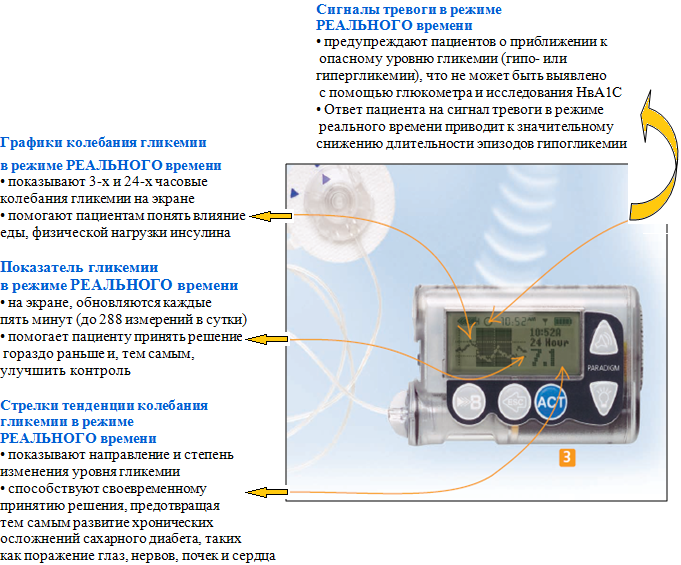 Сигналы тревоги в режиме
РЕАЛЬНОГО времени
• предупреждают пациентов о приближении к
опасному уровню гликемии (гипо- или
гипергликемии), что не может быть выявлено
с помощью глюкометра и исследования HвA1C
• Ответ пациента на сигнал тревоги в режиме
реального времени приводит к значительному
снижению длительности эпизодов гипогликемии
Графики колебания гликемии
в режиме РЕАЛЬНОГО времени
• показывают 3-х и 24-х часовые
колебания гликемии на экране
• помогают пациентам понять влияние
еды, физической нагрузки инсулина
Показатель гликемии
в режиме РЕАЛЬНОГО времени
• на экране, обновляются каждые
пять минут (до 288 измерений в сутки)
• помогает пациенту принять решение
гораздо раньше и, тем самым,
улучшить контроль
Стрелки тенденции колебания
гликемии в режиме
РЕАЛЬНОГО времени
• показывают направление и степень
изменения уровня гликемии
• способствуют своевременному
принятию решения, предотвращая
тем самым развитие хронических
осложнений сахарного диабета, таких
как поражение глаз, нервов, почек и сердца
10:52
10:52A
24 Hour
7.1
PARADIGM
B
ESC
ACT
3